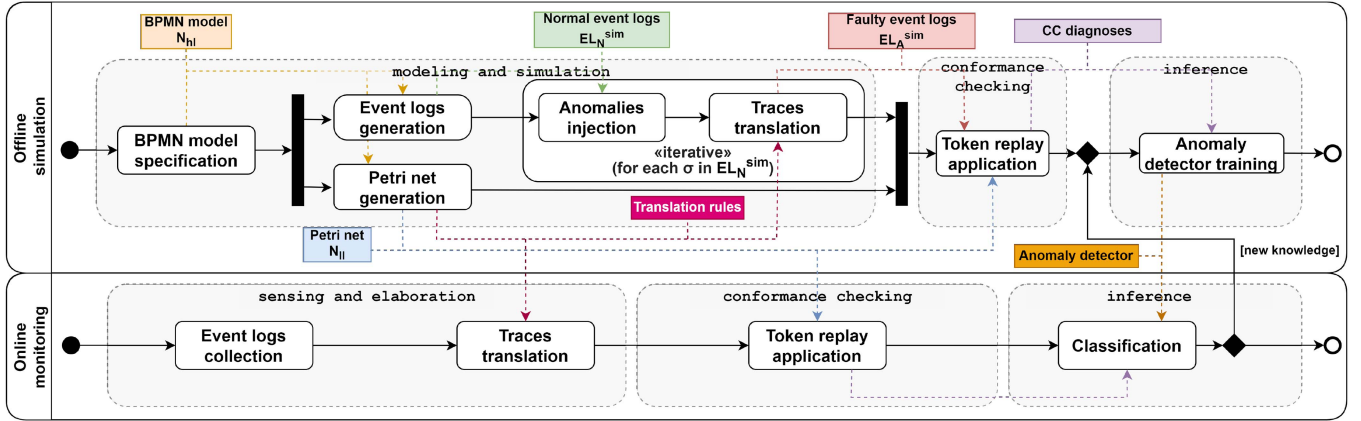 BPMN model
N_hl
Normal event logs
EL_N^sim
Faulty event logs
EL_A^sim
CC diagnoses
Offline
simulation
modeling and simulation
conformance
checking
inference
BPMN model
specification
Event logs
generation
Anomalies
injection
Traces
translation
«iterative»
(for each σ in EL_N^sim)
Petri net
generation
Token replay
application
Anomaly
detector training
Translation rules
Petri net
N_ll
Anomaly detector
[new knowledge]
Online
monitoring
sensing and elaboration
conformance checking
inference
Event logs
collection
Traces
translation
Token replay
application
Classification